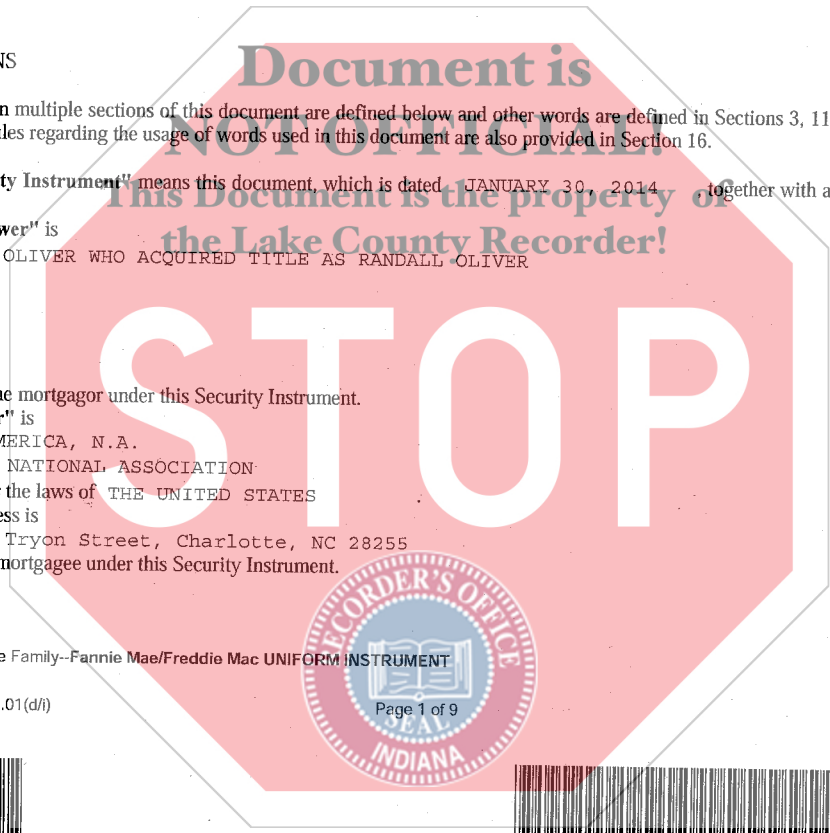 NS
Document is
n multiple sections of this document are defined below and other words are defined in Sections 3, 11
NOT OFFICIAL!
les regarding the usage of words used in this document are also provided in Section 16.
ty Instrument" means this Document, which is dated JANUARY 30, 2014 , together with a
This Document is the property of
wer" is
the Lake County Recorder!
OLIVER WHO ACQUIRED TITLE AS RANDALL OLIVER
STOP
e mortgagor under this Security Instrument.
r" is
MERICA, N.A.
NATIONAL ASSOCIATION
the laws of THE UNITED STATES
ess is
Tryon Street, Charlotte, NC 28255
mortgagee under this Security Instrument.
RECORDER'S OFFICE
e Family--Fannie Mae/Freddie Mac UNIFORM INSTRUMENT
.01(d/i)
Page 1 of 9
SEAL
INDIANA